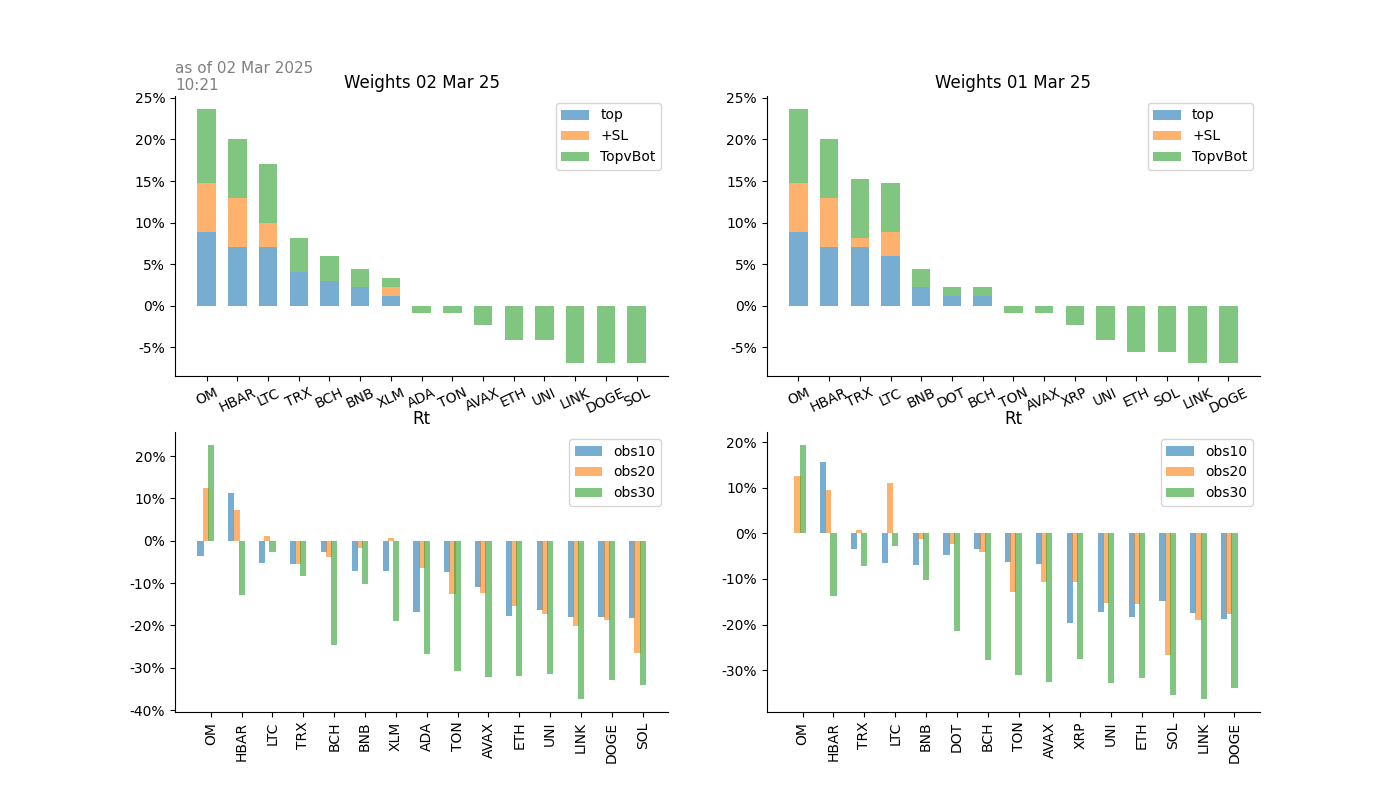 as of 02 Mar 2025
10:21
Weights 02 Mar 25
25%
20%
15%
10%
5%
0%
-5%
top
+SL
TopvBot
OM HBAR LTC TRX BCH BNB XLM ADA TON AVAX ETH UNI LINK DOGE SOL
Weights 01 Mar 25
25%
20%
15%
10%
5%
0%
-5%
top
+SL
TopvBot
OM HBAR TRX LTC BNB DOT BCH TON AVAX XRP UNI ETH SOL LINK DOGE
Rt
20%
10%
0%
-10%
-20%
-30%
-40%
obs10
obs20
obs30
OM HBAR LTC TRX BCH BNB XLM ADA TON AVAX ETH UNI LINK DOGE SOL
Rt
20%
10%
0%
-10%
-20%
-30%
obs10
obs20
obs30
OM HBAR TRX LTC BNB DOT BCH TON AVAX XRP UNI ETH SOL LINK DOGE